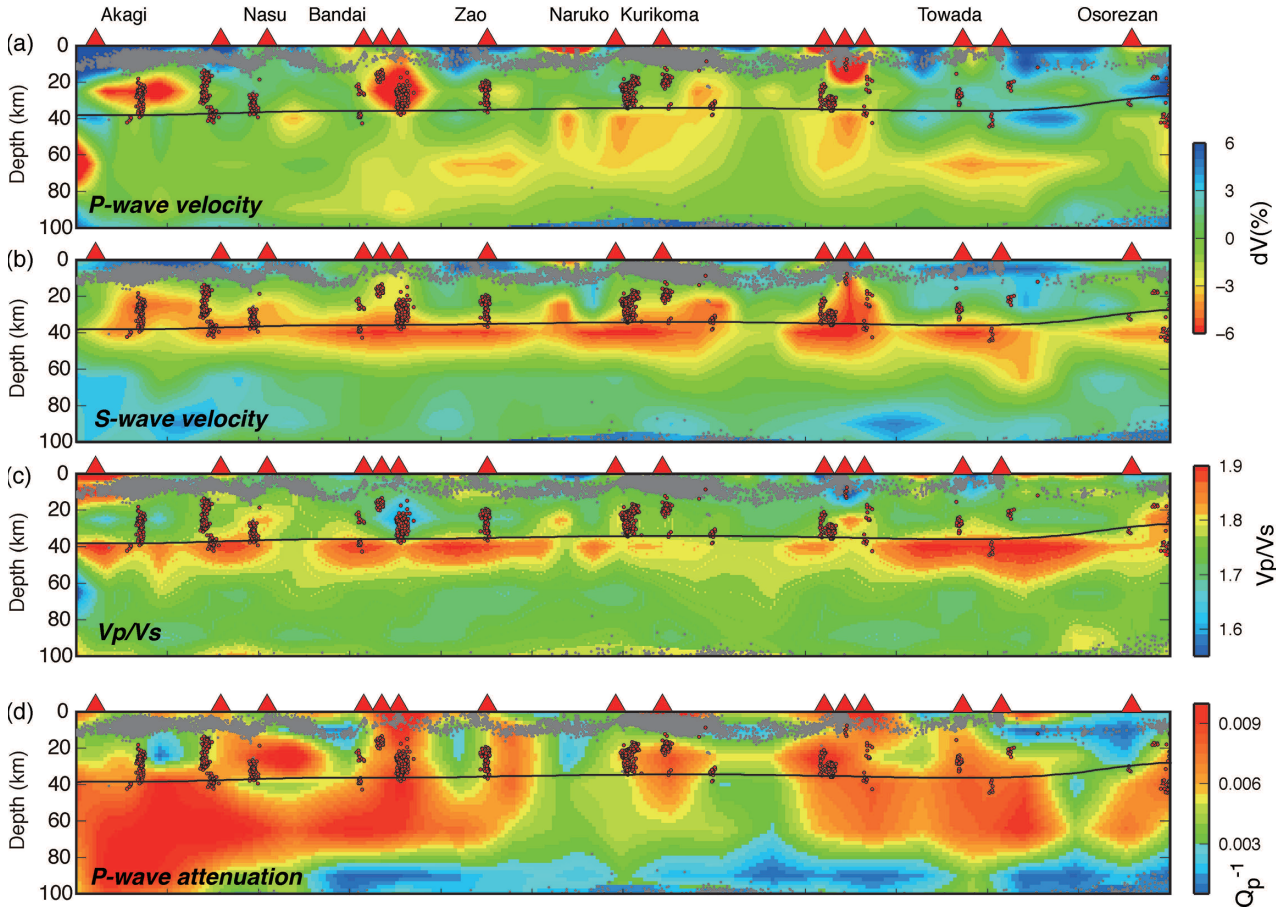 Akagi Nasu Bandai Zao Naruko Kurikoma Towada Osorezan
(a)
0
20
40
60
80
100
Depth (km)
P-wave velocity
(b)
0
20
40
60
80
100
Depth (km)
S-wave velocity
6
3
0
−3
−6
dV(%)
(c)
0
20
40
60
80
100
Depth (km)
Vp/Vs
1.9
1.8
1.7
1.6
Vp/Vs
(d)
0
20
40
60
80
100
Depth (km)
P-wave attenuation
0.009
0.006
0.003
0.000
Qp⁻¹